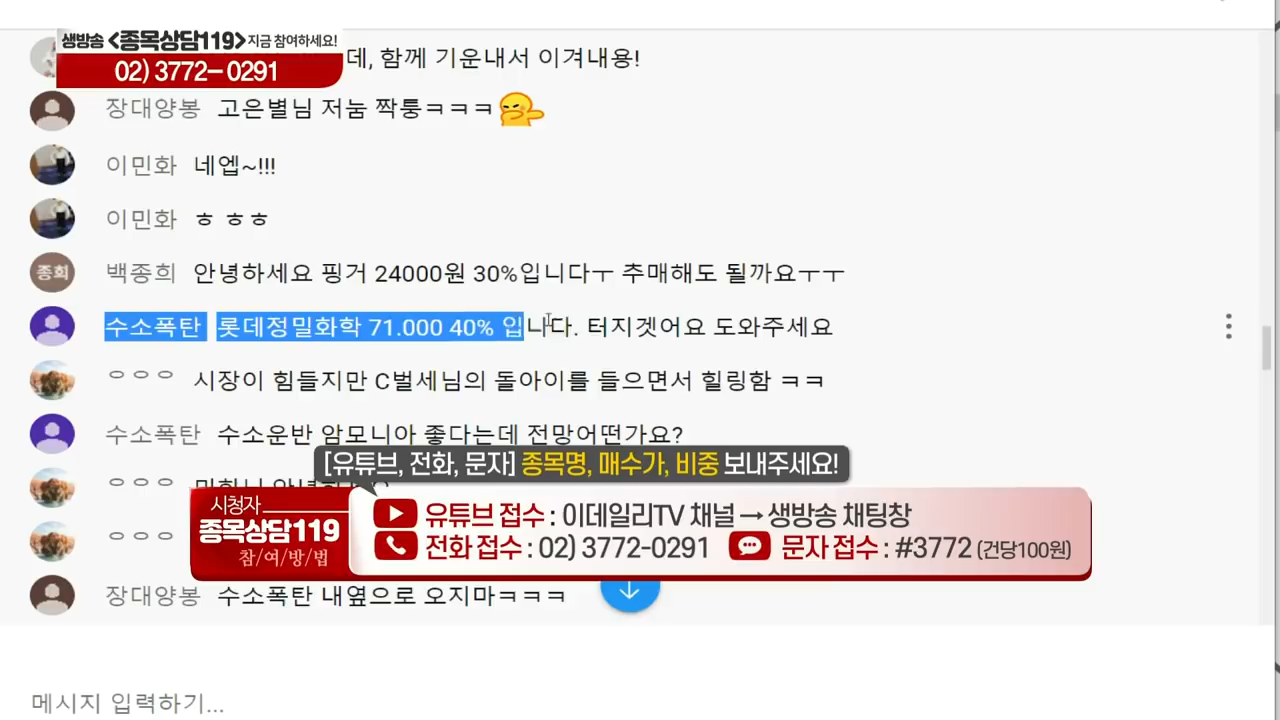 생방송 <종목상담119> 지금 참여하세요!
02) 3772-0291
데, 함께 기운내서 이겨내용!
장대양봉 고은별님 저눔 짝퉁ㅋㅋㅋ
이민화 네엡~!!!
이민화 ㅎ ㅎㅎ
종희
백종희 안녕하세요 핑거 24000원 30%입니다ㅜ 추매해도 될까요ㅜㅜ
수소폭탄 롯데정밀화학 71.000 40% 입니다. 터지겟어요 도와주세요
ㅇㅇㅇ 시장이 힘들지만 C벌세님의 돌아이를 들으면서 힐링함 ㅋㅋ
수소폭탄 수소운반 암모니아 좋다는데 전망어떤가요?
ㅇㅇㅇ
[유튜브, 전화, 문자] 종목명, 매수가, 비중 보내주세요!
시청자
종목상담119
참/여/방/법
유튜브 접수 : 이데일리TV 채널 → 생방송 채팅창
전화 접수 : 02) 3772-0291 문자 접수 : #3772 (건당100원)
ㅇㅇㅇ
장대양봉 수소폭탄 내옆으로 오지마ㅋㅋㅋ
메시지 입력하기...